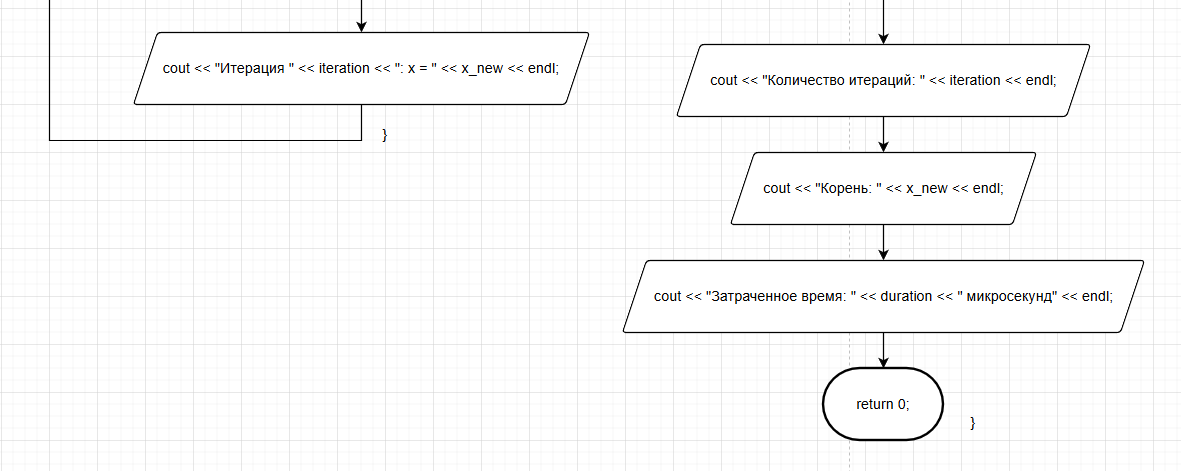 cout << "Итерация " << iteration << ": x = " << x_new << endl;
}
cout << "Количество итераций: " << iteration << endl;
cout << "Корень: " << x_new << endl;
cout << "Затраченное время: " << duration << " микросекунд" << endl;
return 0;
}